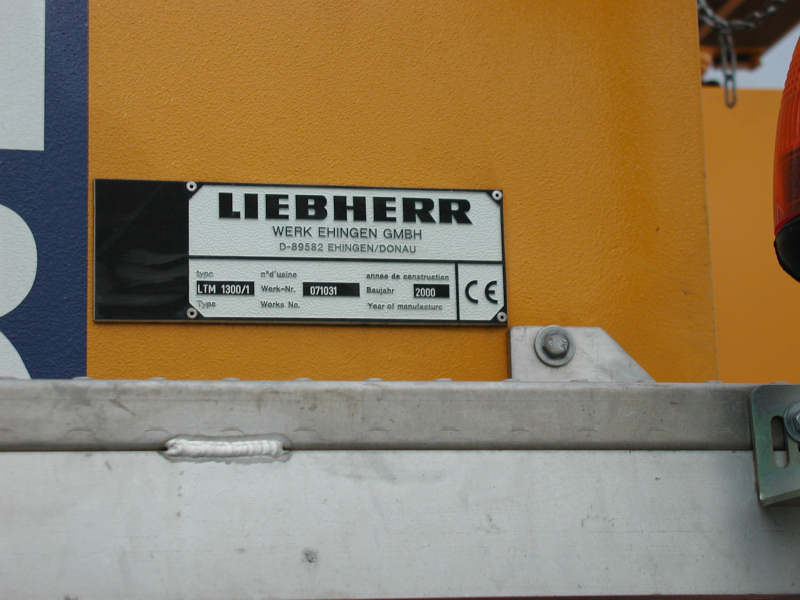 LIEBHERR
WERK EHINGEN GMBH
D-89582 EHINGEN/DONAU
type n°d'usine année de construction
LTM 1300/1 Werk-Nr. 071031 Baujahr 2000
Type Works No. Year of manufacture
CE